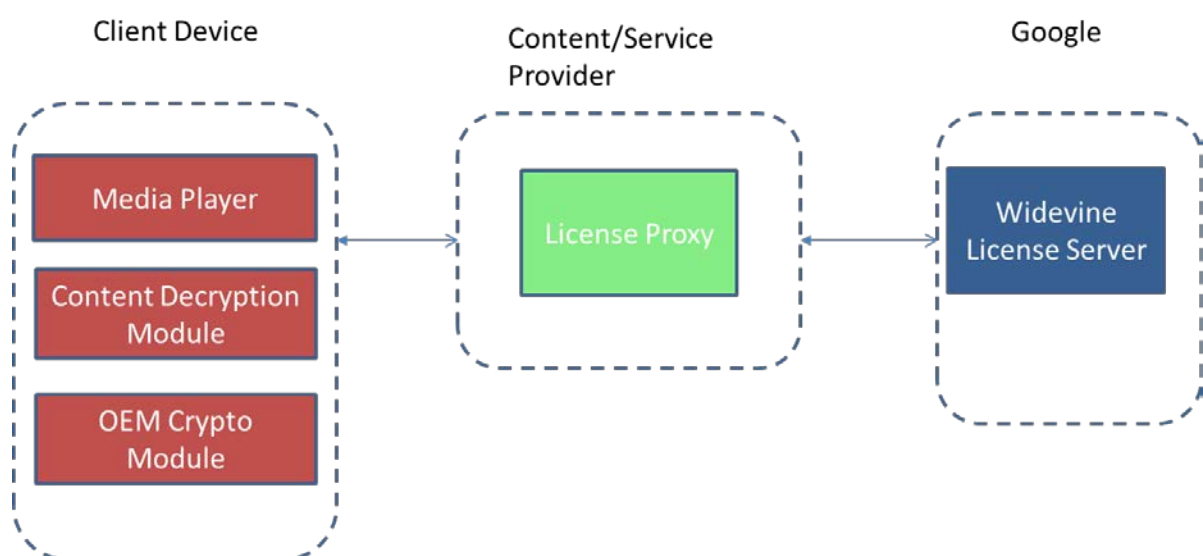 Client Device
Content/Service
Provider
Google
Media Player
Content Decryption
Module
OEM Crypto
Module
License Proxy
Widevine
License Server